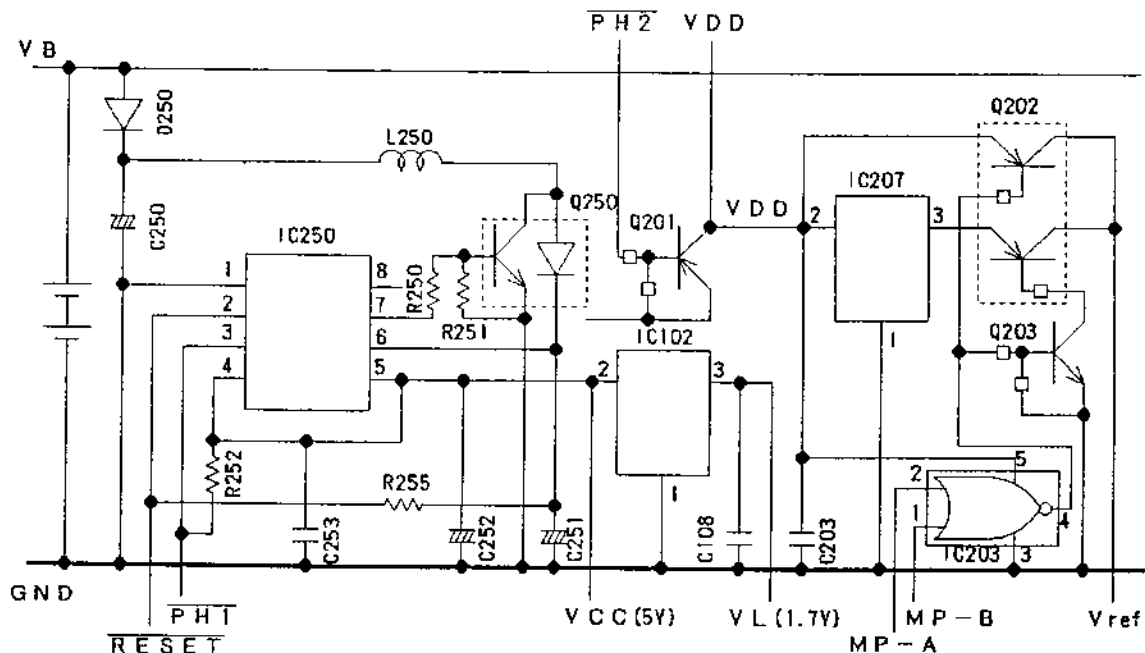 PH2 VDD
VB
D250
L250
Q202
C250
Q250
Q201
VDD
IC207
2
3
IC250
1
8
2
7
3
6
4
5
R250
R251
IC102
1
Q203
2
3
R252
R255
1
5
2
1
4
C253
C252
C251
C108
C203
IC203
3
GND
PH1
VCC(5V)
VL(1.7V)
MP-B
Vref
RESET
MP-A